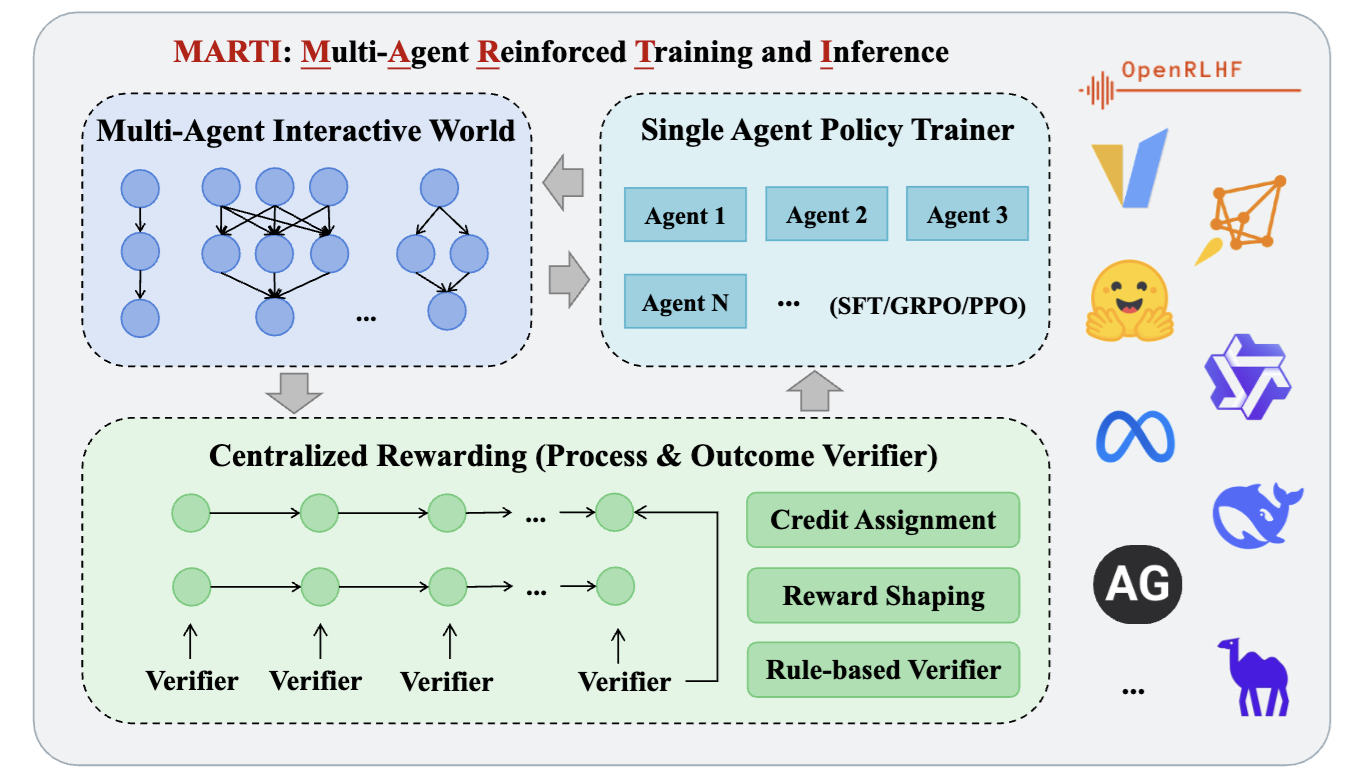 MARTI: Multi-Agent Reinforced Training and Inference
OpenRLHF
Multi-Agent Interactive World
...
Single Agent Policy Trainer
Agent 1
Agent 2
Agent 3
Agent N
... (SFT/GRPO/PPO)
Centralized Rewarding (Process & Outcome Verifier)
...
...
Verifier
Verifier
Verifier
Verifier
Credit Assignment
Reward Shaping
Rule-based Verifier
AG
...